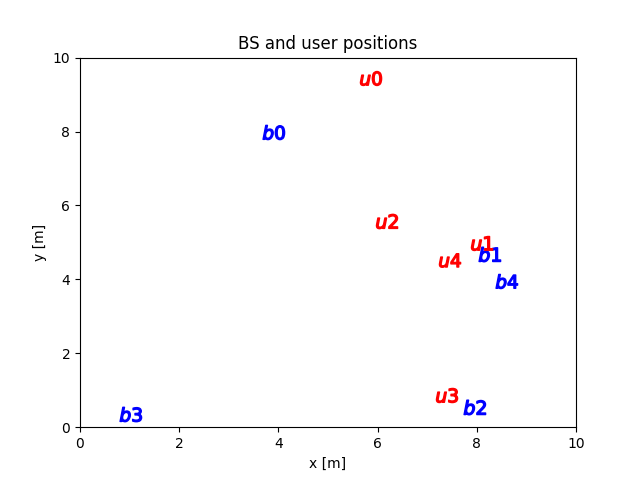 BS and user positions
10
u0
b0
8
6
u2
u1
b1
u4
4
b4
2
u3
b2
b3
0
0 2 4 6 8 10
x [m]
y [m]